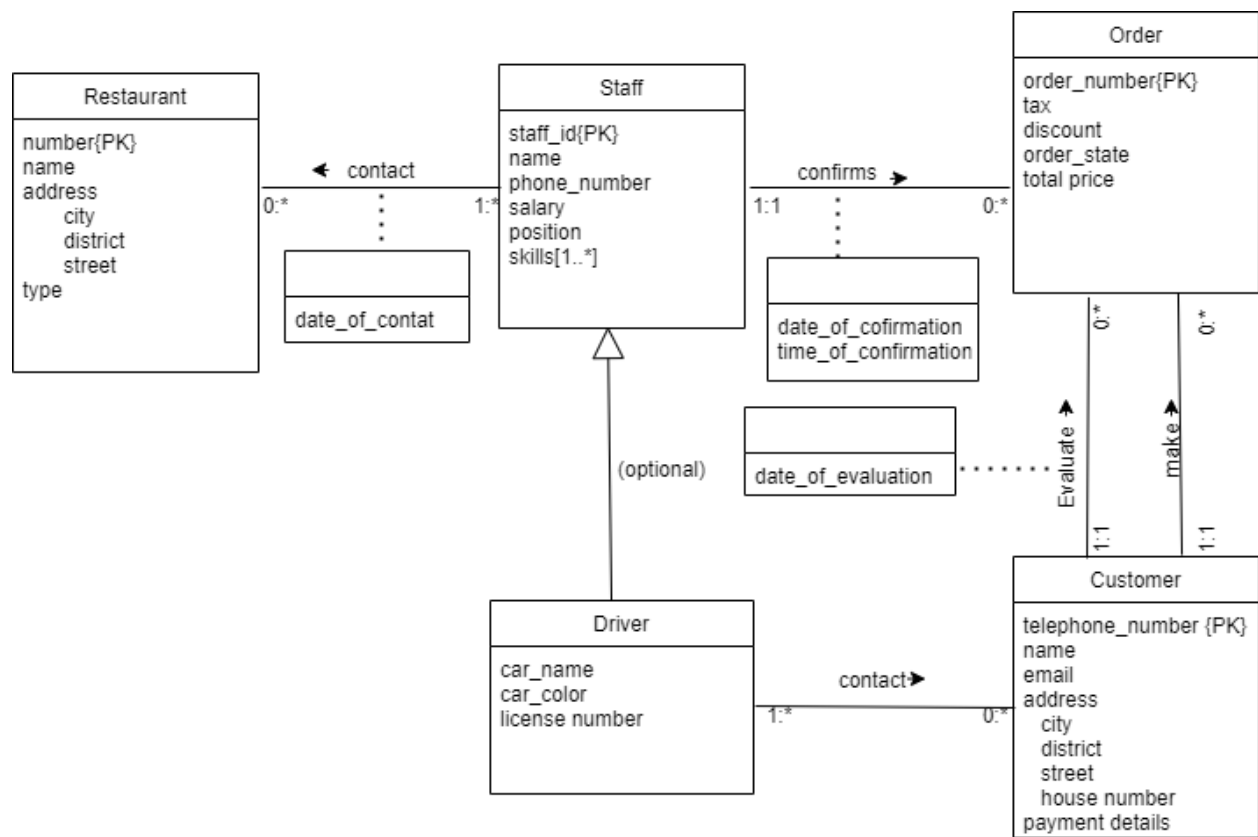 Restaurant
number{PK}
name
address
city
district
street
type
contact
0:*
1:*
date_of_contat
Staff
staff_id{PK}
name
phone_number
salary
position
skills[1..*]
confirms
1:1
0:*
date_of_cofirmation
time_of_confirmation
Order
order_number{PK}
tax
discount
order_state
total price
0:*
0:*
Evaluate
make
date_of_evaluation
1:1
1:1
(optional)
Driver
car_name
car_color
license number
contact
1:*
0:*
Customer
telephone_number {PK}
name
email
address
city
district
street
house number
payment details